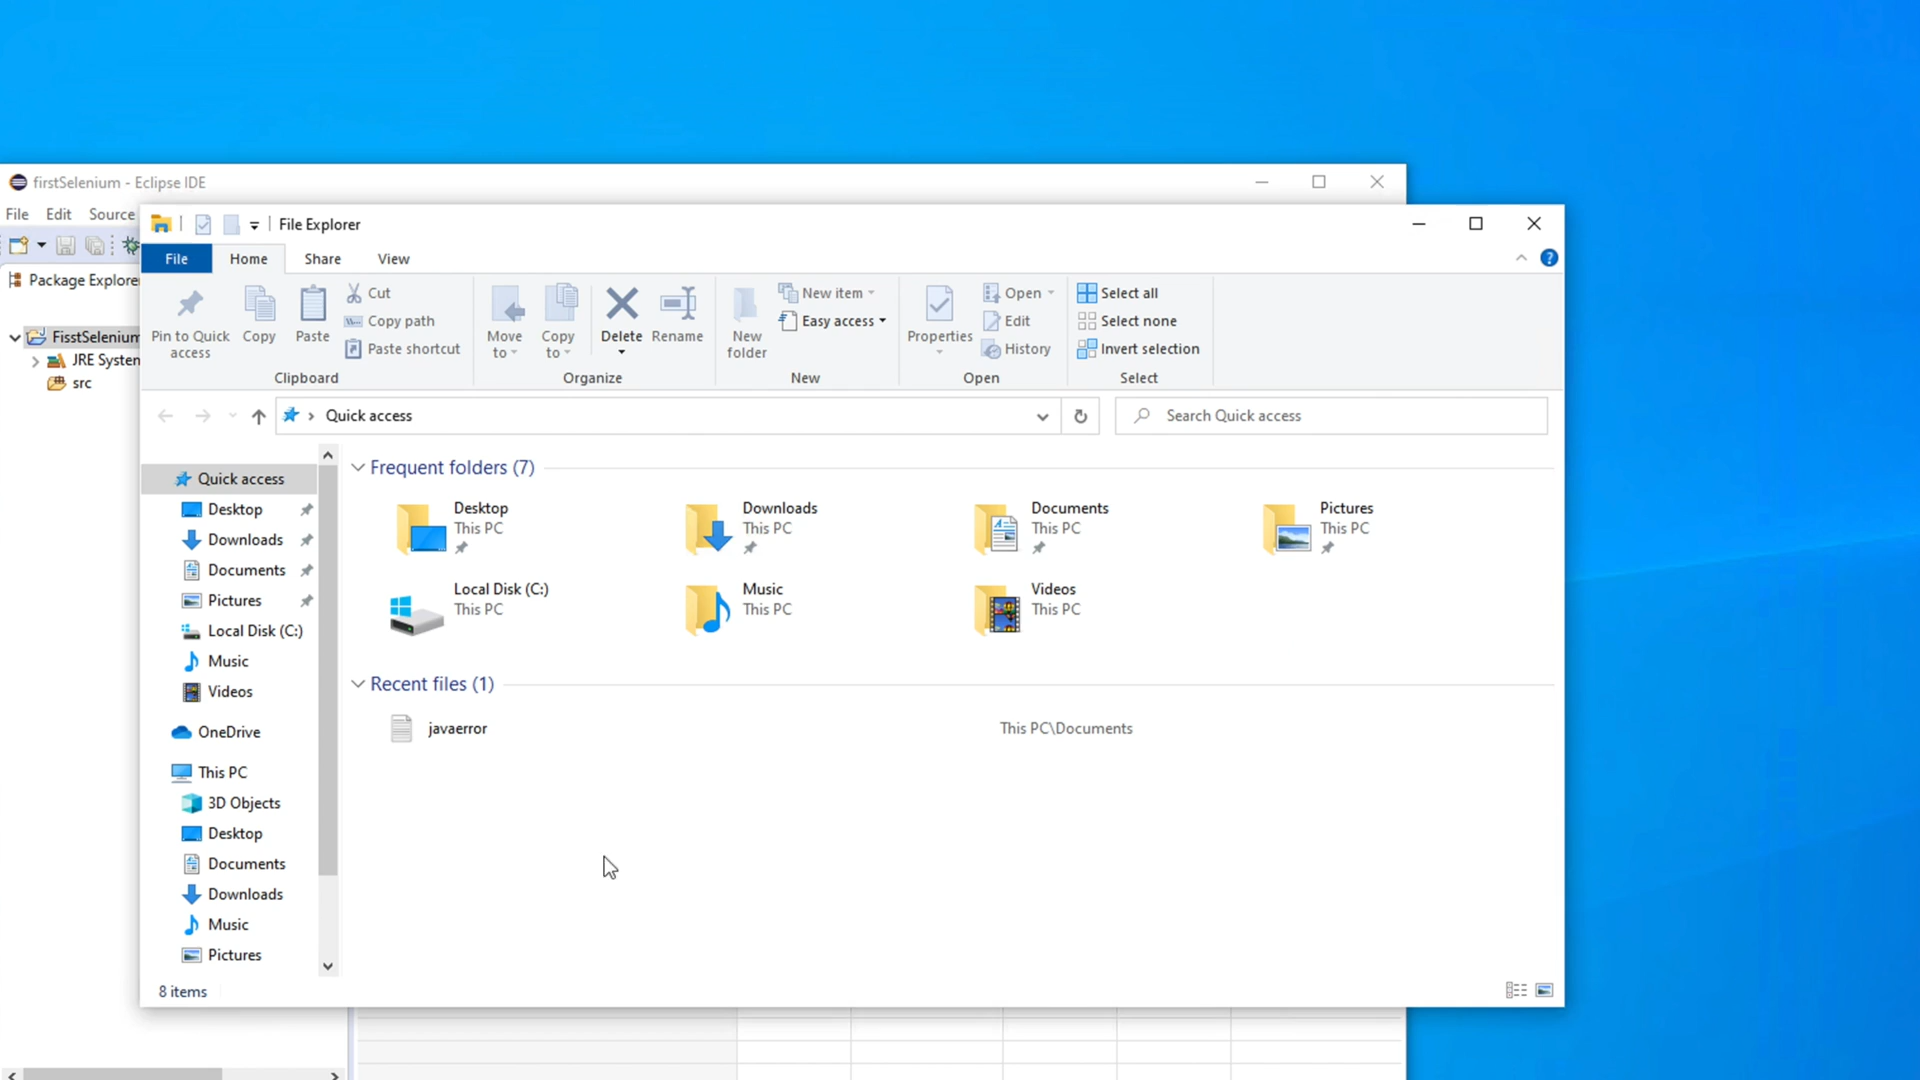 firstSelenium - Eclipse IDE
File Edit Source
Package Explorer
FisstSelenium
JRE System
src
File Explorer
File Home Share View
Pin to Quick access
Copy
Paste
Cut
Copy path
Paste shortcut
Clipboard
Move to
Copy to
Delete
Rename
Organize
New folder
New item
Easy access
New
Properties
Open
Edit
History
Open
Select all
Select none
Invert selection
Select
Quick access
Search Quick access
Quick access
Desktop
Downloads
Documents
Pictures
Local Disk (C:)
Music
Videos
OneDrive
This PC
3D Objects
Desktop
Documents
Downloads
Music
Pictures
Frequent folders (7)
Desktop
This PC
Downloads
This PC
Documents
This PC
Pictures
This PC
Local Disk (C:)
This PC
Music
This PC
Videos
This PC
Recent files (1)
javaerror This PC\Documents
8 items